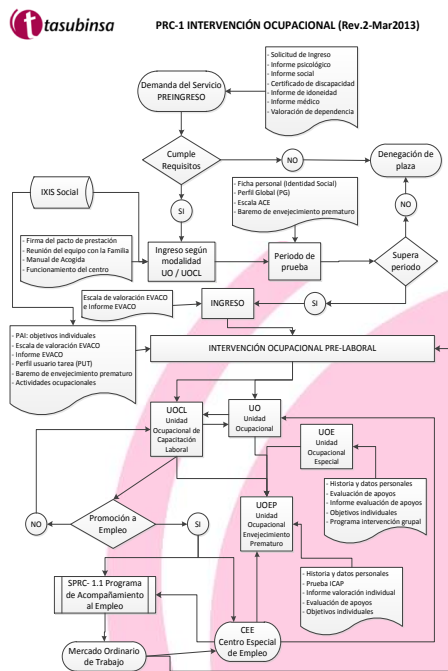 tasubinsa
PRC-1 INTERVENCIÓN OCUPACIONAL (Rev.2-Mar2013)
- Solicitud de Ingreso
- Informe psicológico
- Informe social
- Certificado de discapacidad
- Informe de idoneidad
- Informe médico
- Valoración de dependencia
Demanda del Servicio
PREINGRESO
Cumple
Requisitos
NO
Denegación de
plaza
IXIS Social
- Ficha personal (Identidad Social)
- Perfil Global (PG)
- Escala ACE
- Baremo de envejecimiento prematuro
NO
SI
- Firma del pacto de prestación
- Reunión del equipo con la Familia
- Manual de Acogida
- Funcionamiento del centro
Ingreso según
modalidad
UO / UOCL
Periodo de
prueba
Supera
periodo
Escala de valoración EVACO
e Informe EVACO
INGRESO
SI
- PAI: objetivos individuales
- Escala de valoración EVACO
- Informe EVACO
- Perfil usuario tarea (PUT)
- Baremo de envejecimiento prematuro
- Actividades ocupacionales
INTERVENCIÓN OCUPACIONAL PRE-LABORAL
UOCL
Unidad
Ocupacional de
Capacitación
Laboral
UO
Unidad
Ocupacional
UOE
Unidad
Ocupacional
Especial
- Historia y datos personales
- Evaluación de apoyos
- Informe evaluación de apoyos
- Objetivos individuales
- Programa intervención grupal
UOEP
Unidad
Ocupacional
Envejecimiento
Prematuro
NO
Promoción a
Empleo
SI
- Historia y datos personales
- Prueba ICAP
- Informe valoración individual
- Evaluación de apoyos
- Objetivos individuales
SPRC- 1.1 Programa
de Acompañamiento
al Empleo
CEE
Centro Especial
de Empleo
Mercado Ordinario
de Trabajo